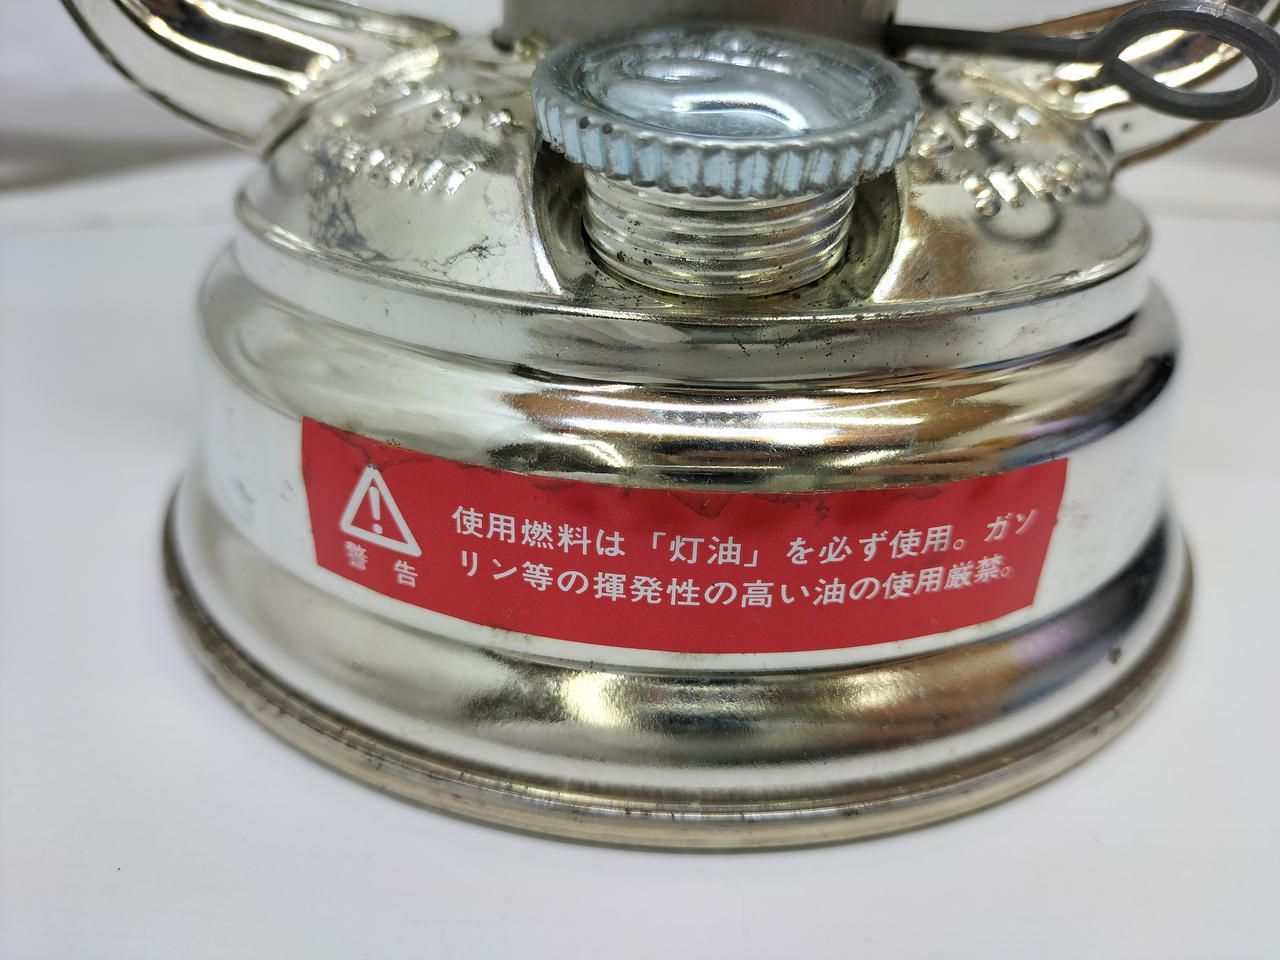 警告
使用燃料は「灯油」を必ず使用。ガソ
リン等の揮発性の高い油の使用厳禁。